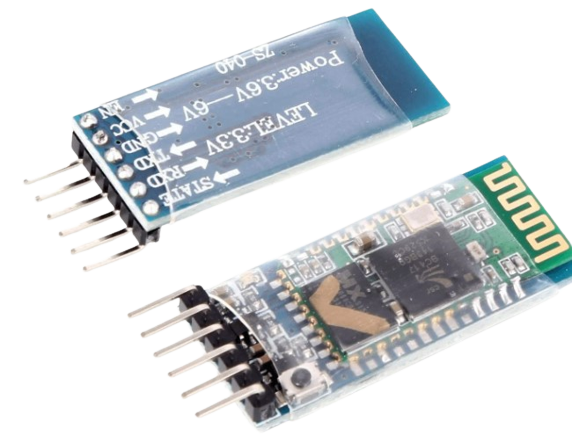 ZS-040
Power:3.6V—6V
LEVEL:3.3V
EN
VCC
GND
TXD
RXD
STATE